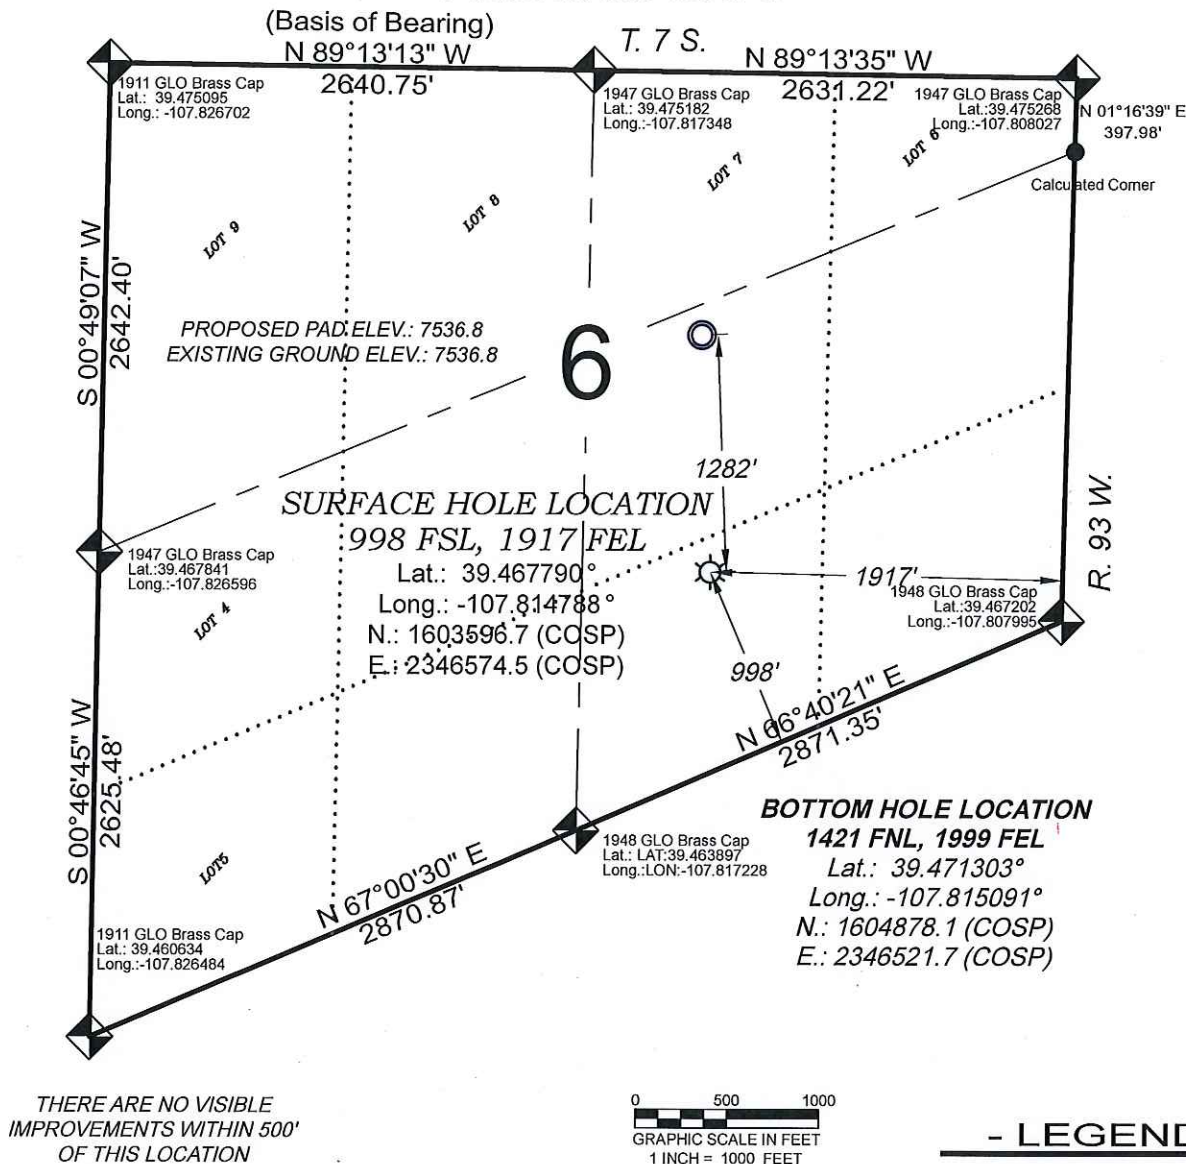 (Basis of Bearing)
N 89°13'13" W
2640.75'
T. 7 S.
N 89°13'35" W
2631.22'
1911 GLO Brass Cap
Lat.: 39.475095
Long.: -107.826702
1947 GLO Brass Cap
Lat.: 39.475182
Long.:-107.817348
1947 GLO Brass Cap
Lat.:39.475268
Long.:-107.808027
N 01°16'39" E
397.98'
Calculated Corner
LOT 6
LOT 7
LOT 8
LOT 9
S 00°49'07" W
2642.40'
PROPOSED PAD ELEV.: 7536.8
EXISTING GROUND ELEV.: 7536.8
6
1282'
SURFACE HOLE LOCATION
998 FSL, 1917 FEL
Lat.: 39.467790°
Long.: -107.814788°
N.: 1603596.7 (COSP)
E.: 2346574.5 (COSP)
R. 93 W.
1947 GLO Brass Cap
Lat.:39.467841
Long.:-107.826596
LOT 4
1917'
1948 GLO Brass Cap
Lat.:39.467202
Long.:-107.807995
998'
S 00°46'45" W
2625.48'
N 66°40'21" E
2871.35'
LOT5
N 67°00'30" E
2870.87'
1948 GLO Brass Cap
Lat.: LAT:39.463897
Long.:LON:-107.817228
BOTTOM HOLE LOCATION
1421 FNL, 1999 FEL
Lat.: 39.471303°
Long.: -107.815091°
N.: 1604878.1 (COSP)
E.: 2346521.7 (COSP)
1911 GLO Brass Cap
Lat.: 39.460634
Long.:-107.826484
THERE ARE NO VISIBLE
IMPROVEMENTS WITHIN 500'
OF THIS LOCATION
0 500 1000
GRAPHIC SCALE IN FEET
1 INCH = 1000 FEET
- LEGEND